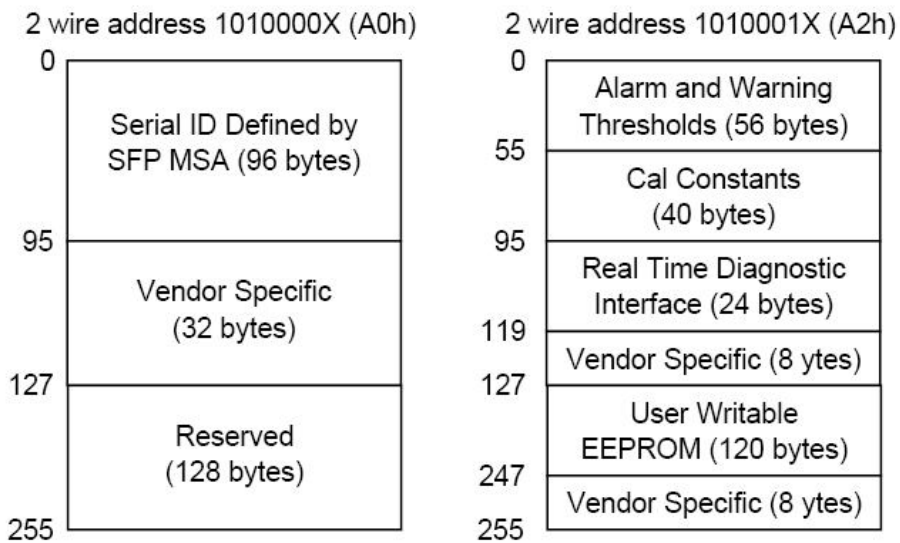 2 wire address 1010000X (A0h)
0
Serial ID Defined by
SFP MSA (96 bytes)
95
Vendor Specific
(32 bytes)
127
Reserved
(128 bytes)
255
2 wire address 1010001X (A2h)
0
Alarm and Warning
Thresholds (56 bytes)
55
Cal Constants
(40 bytes)
95
Real Time Diagnostic
Interface (24 bytes)
119
Vendor Specific (8 ytes)
127
User Writable
EEPROM (120 bytes)
247
Vendor Specific (8 ytes)
255